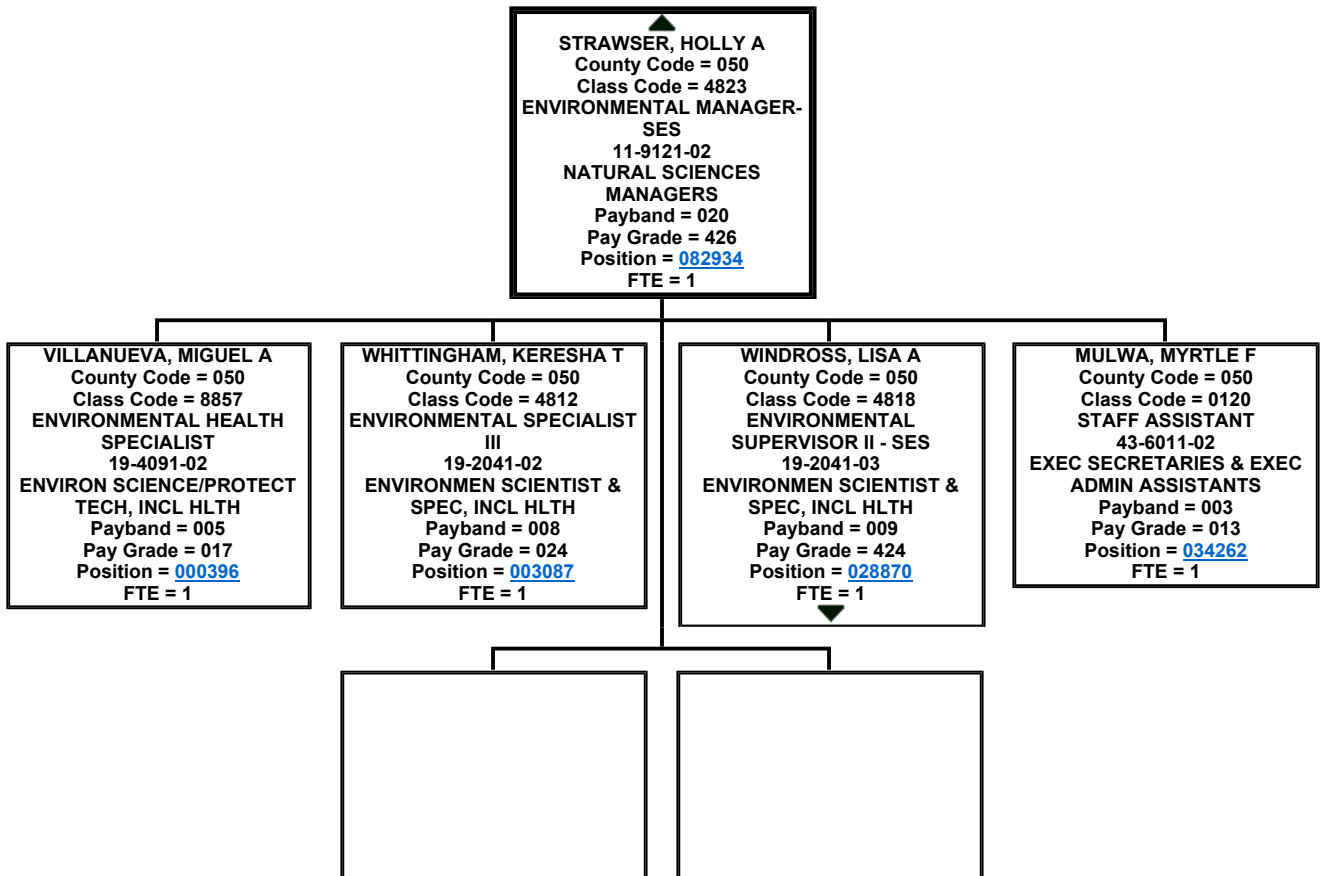 STRAWSER, HOLLY A
County Code = 050
Class Code = 4823
ENVIRONMENTAL MANAGER-
SES
11-9121-02
NATURAL SCIENCES
MANAGERS
Payband = 020
Pay Grade = 426
Position = 082934
FTE = 1
VILLANUEVA, MIGUEL A
County Code = 050
Class Code = 8857
ENVIRONMENTAL HEALTH
SPECIALIST
19-4091-02
ENVIRON SCIENCE/PROTECT
TECH, INCL HLTH
Payband = 005
Pay Grade = 017
Position = 000396
FTE = 1
WHITTINGHAM, KERESHA T
County Code = 050
Class Code = 4812
ENVIRONMENTAL SPECIALIST
III
19-2041-02
ENVIRONMEN SCIENTIST &
SPEC, INCL HLTH
Payband = 008
Pay Grade = 024
Position = 003087
FTE = 1
WINDROSS, LISA A
County Code = 050
Class Code = 4818
ENVIRONMENTAL
SUPERVISOR II - SES
19-2041-03
ENVIRONMEN SCIENTIST &
SPEC, INCL HLTH
Payband = 009
Pay Grade = 424
Position = 028870
FTE = 1
MULWA, MYRTLE F
County Code = 050
Class Code = 0120
STAFF ASSISTANT
43-6011-02
EXEC SECRETARIES & EXEC
ADMIN ASSISTANTS
Payband = 003
Pay Grade = 013
Position = 034262
FTE = 1